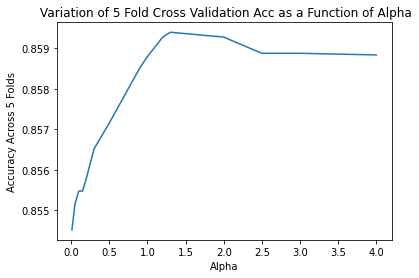 Variation of 5 Fold Cross Validation Acc as a Function of Alpha
Accuracy Across 5 Folds
0.859
0.858
0.857
0.856
0.855
0.0 0.5 1.0 1.5 2.0 2.5 3.0 3.5 4.0
Alpha